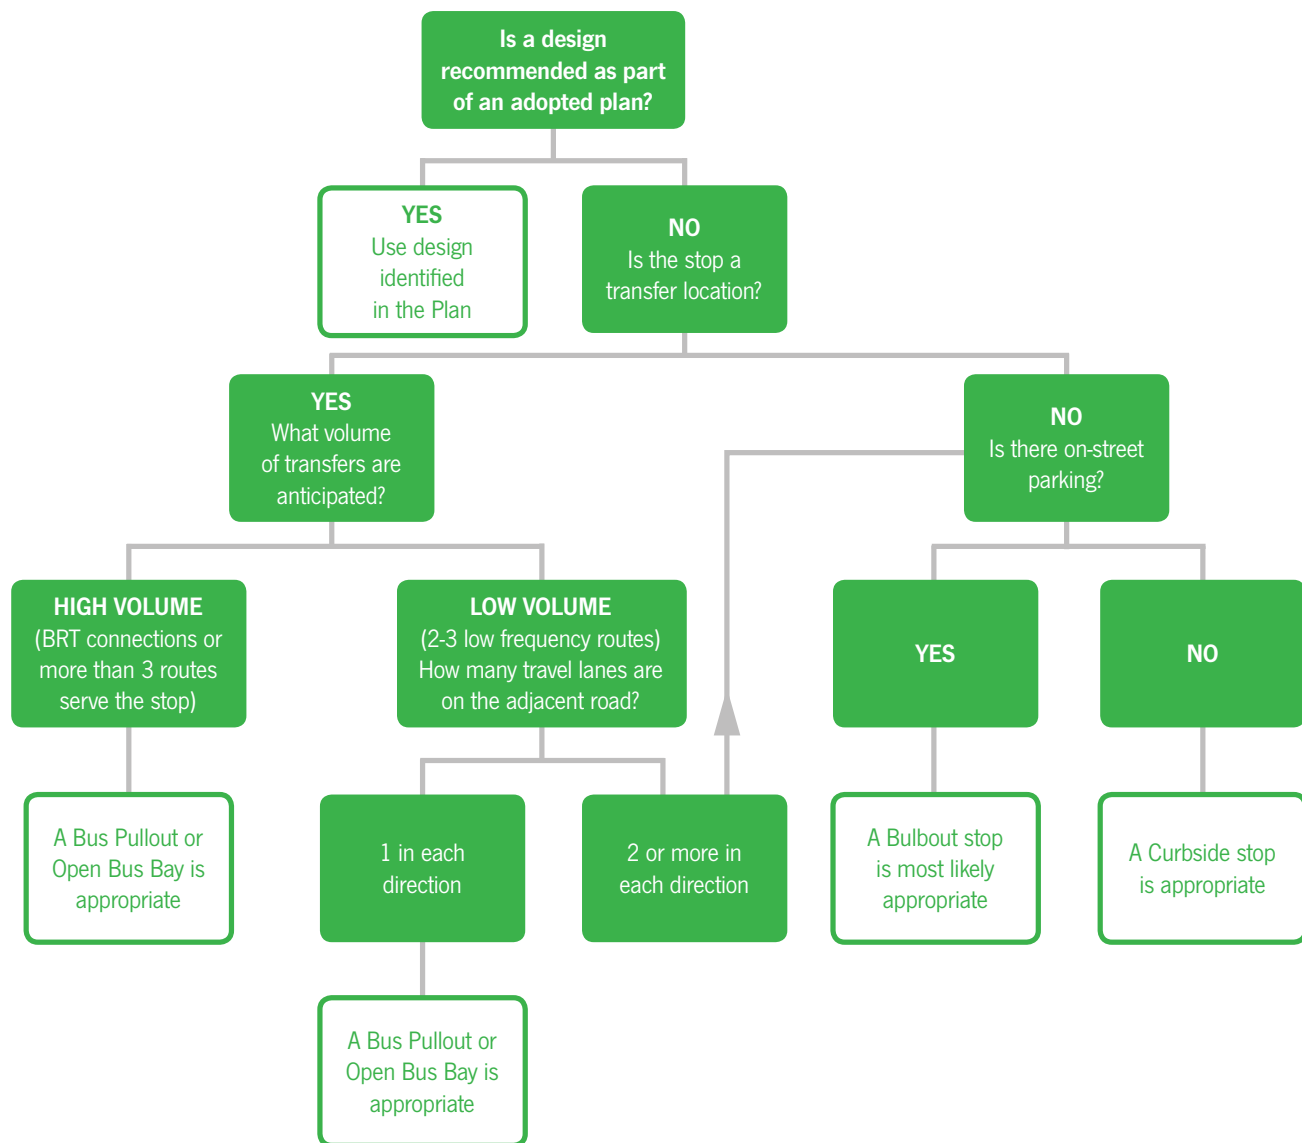 Is a design
recommended as part
of an adopted plan?
YES
Use design
identified
in the Plan
NO
Is the stop a
transfer location?
YES
What volume
of transfers are
anticipated?
NO
Is there on-street
parking?
HIGH VOLUME
(BRT connections or
more than 3 routes
serve the stop)
LOW VOLUME
(2-3 low frequency routes)
How many travel lanes are
on the adjacent road?
YES
NO
A Bus Pullout or
Open Bus Bay is
appropriate
1 in each
direction
2 or more in
each direction
A Bulbout stop
is most likely
appropriate
A Curbside stop
is appropriate
A Bus Pullout or
Open Bus Bay is
appropriate